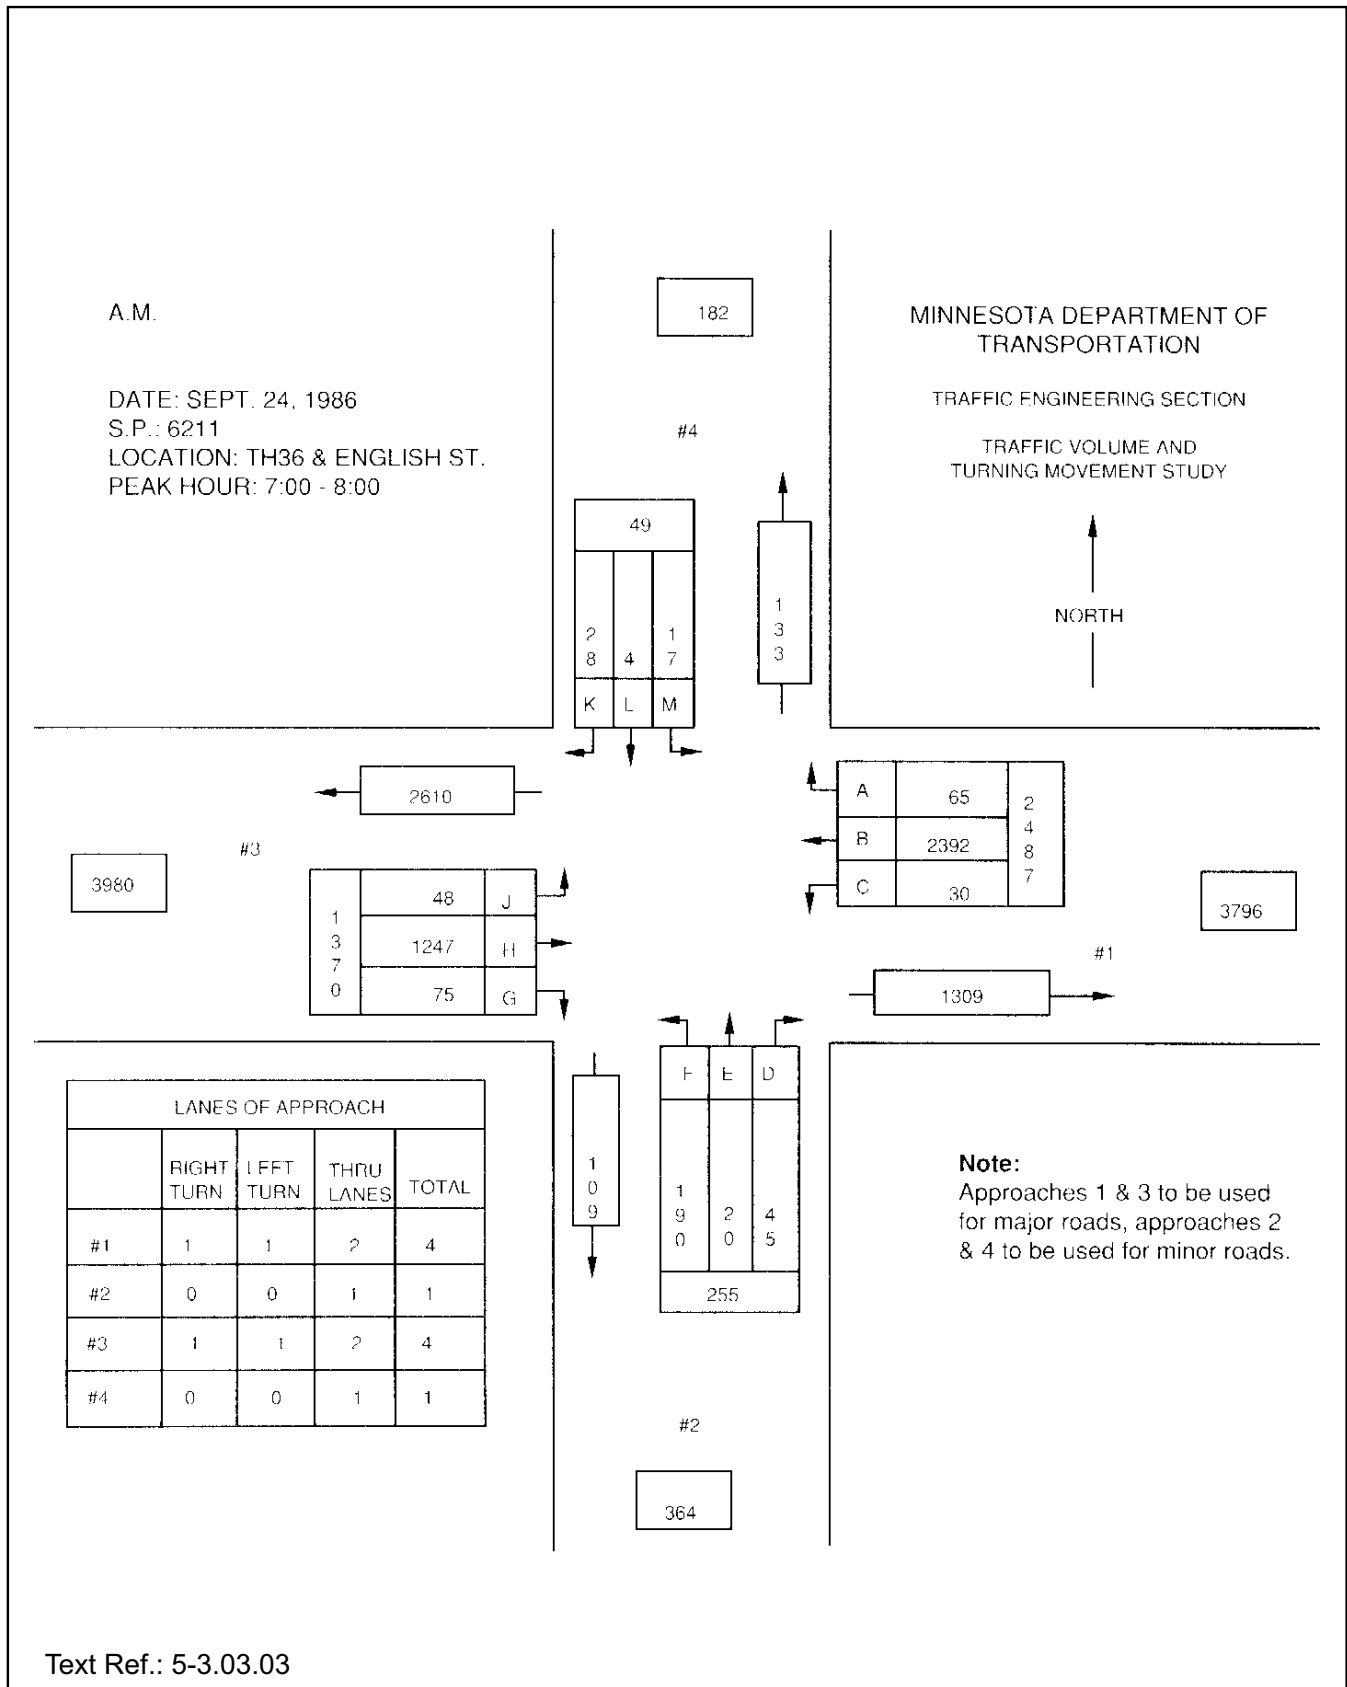 A.M.
DATE: SEPT. 24, 1986
S.P.: 6211
LOCATION: TH36 & ENGLISH ST.
PEAK HOUR: 7:00 - 8:00
182
#4
MINNESOTA DEPARTMENT OF
TRANSPORTATION
TRAFFIC ENGINEERING SECTION
TRAFFIC VOLUME AND
TURNING MOVEMENT STUDY
NORTH
49
28 4 17
K L M
133
2610
#3
3980
1370
48 J
1247 H
75 G
A 65
B 2392
C 30
2487
3796
#1
1309
109
F E D
190 20 45
255
#2
364
LANES OF APPROACH
RIGHT TURN LEFT TURN THRU LANES TOTAL
#1 1 1 2 4
#2 0 0 1 1
#3 1 1 2 4
#4 0 0 1 1
Note:
Approaches 1 & 3 to be used
for major roads, approaches 2
& 4 to be used for minor roads.
Text Ref.: 5-3.03.03